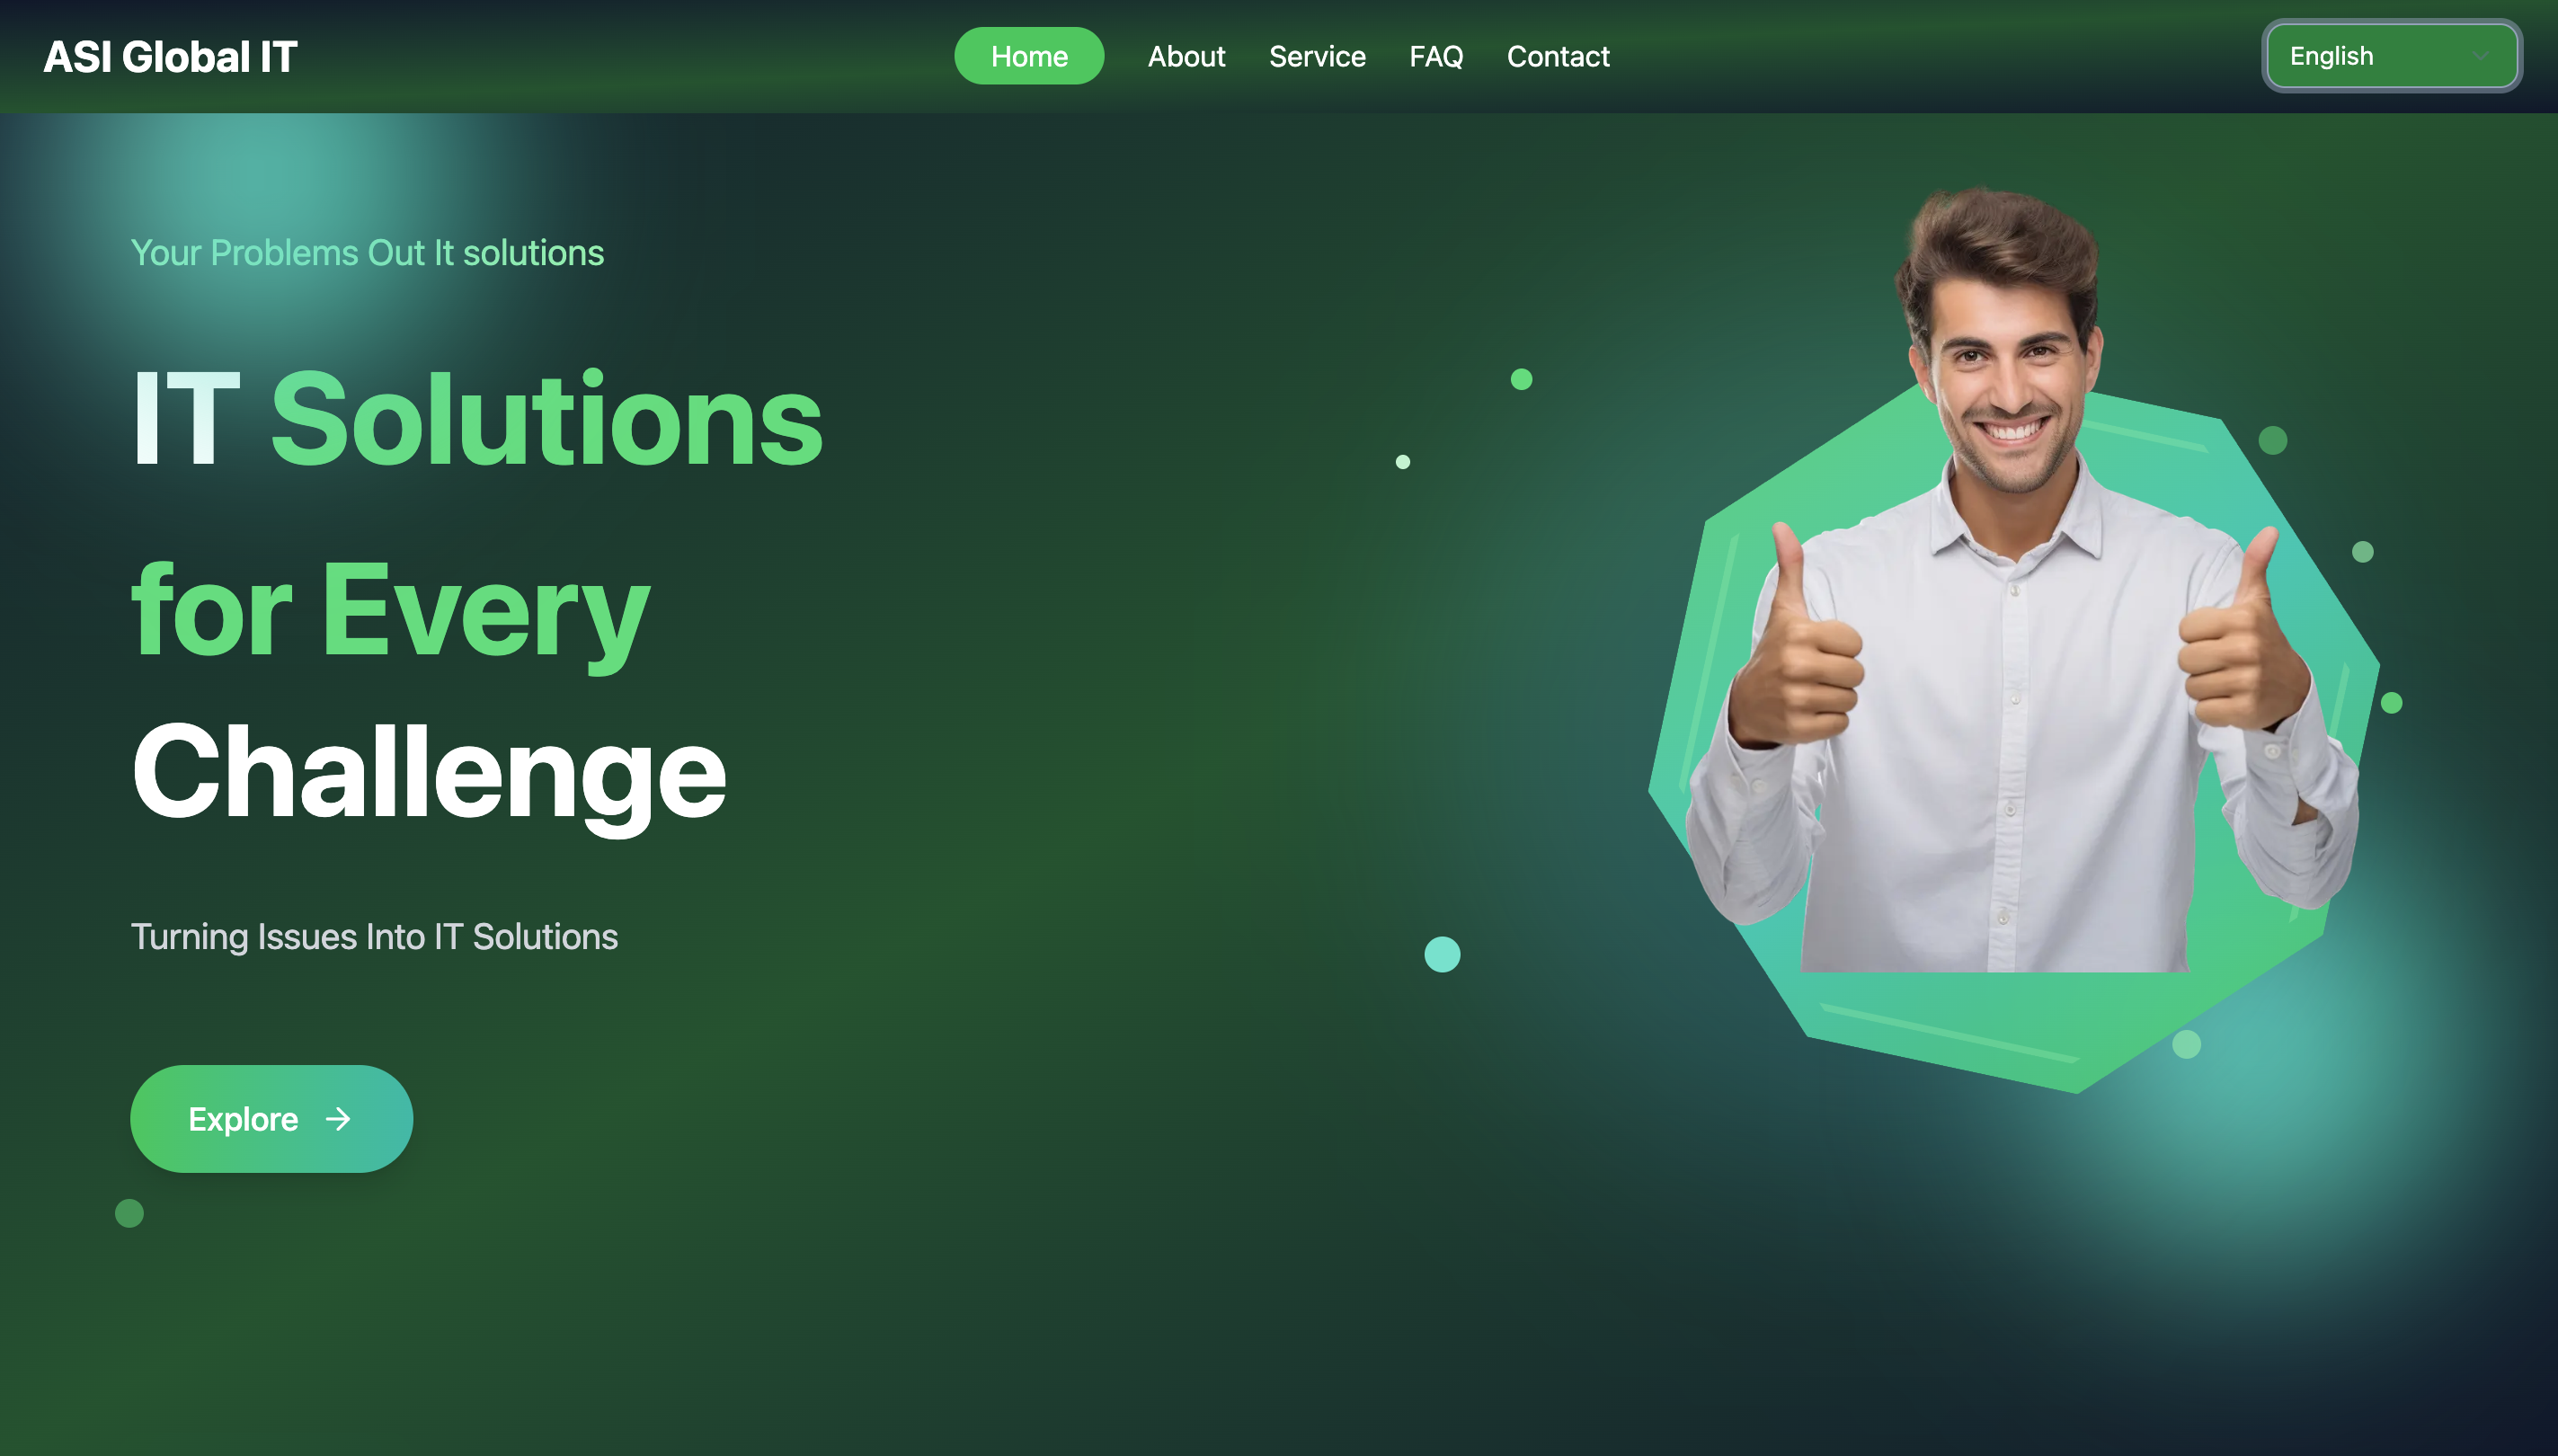 ASI Global IT
Home
About
Service
FAQ
Contact
English
Your Problems Out It solutions
IT Solutions
for Every
Challenge
Turning Issues Into IT Solutions
Explore